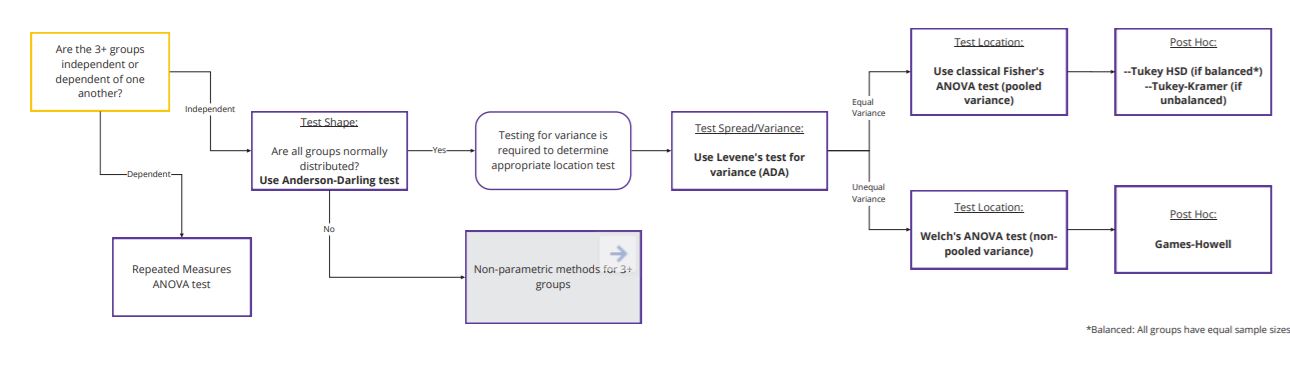 Are the 3+ groups
independent or
dependent of one
another?
Independent
Dependent
Repeated Measures
ANOVA test
Test Shape:
Are all groups normally
distributed?
Use Anderson-Darling test
Yes
No
Non-parametric methods for 3+
groups
Testing for variance is
required to determine
appropriate location test
Test Spread/Variance:
Use Levene's test for
variance (ADA)
Equal
Variance
Unequal
Variance
Test Location:
Use classical Fisher's
ANOVA test (pooled
variance)
Post Hoc:
--Tukey HSD (if balanced*)
--Tukey-Kramer (if
unbalanced)
Test Location:
Welch's ANOVA test (non-
pooled variance)
Post Hoc:
Games-Howell
*Balanced: All groups have equal sample sizes